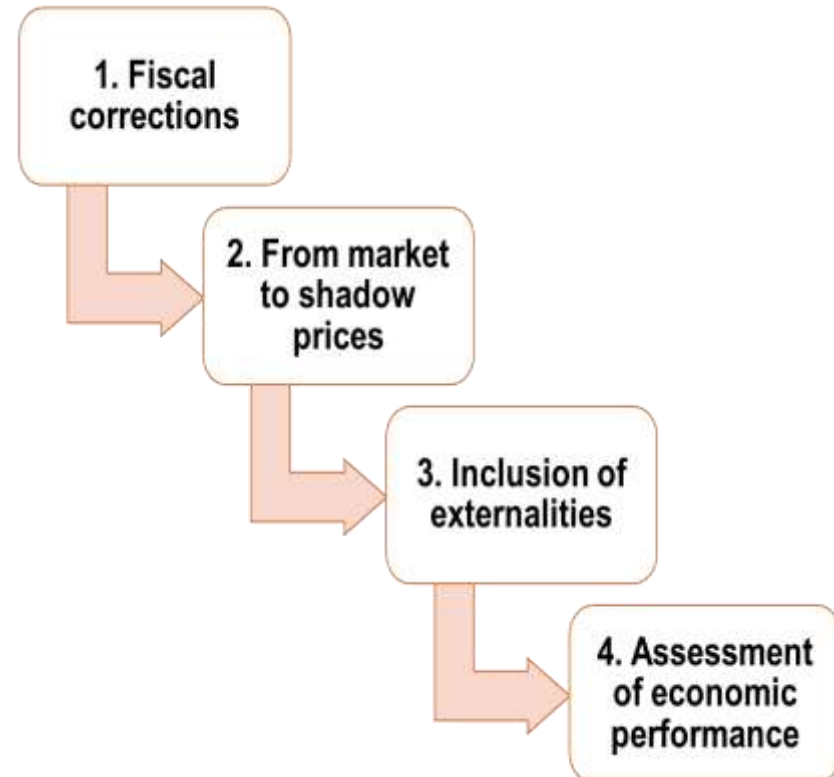 1. Fiscal
corrections
2. From market
to shadow
prices
3. Inclusion of
externalities
4. Assessment
of economic
performance